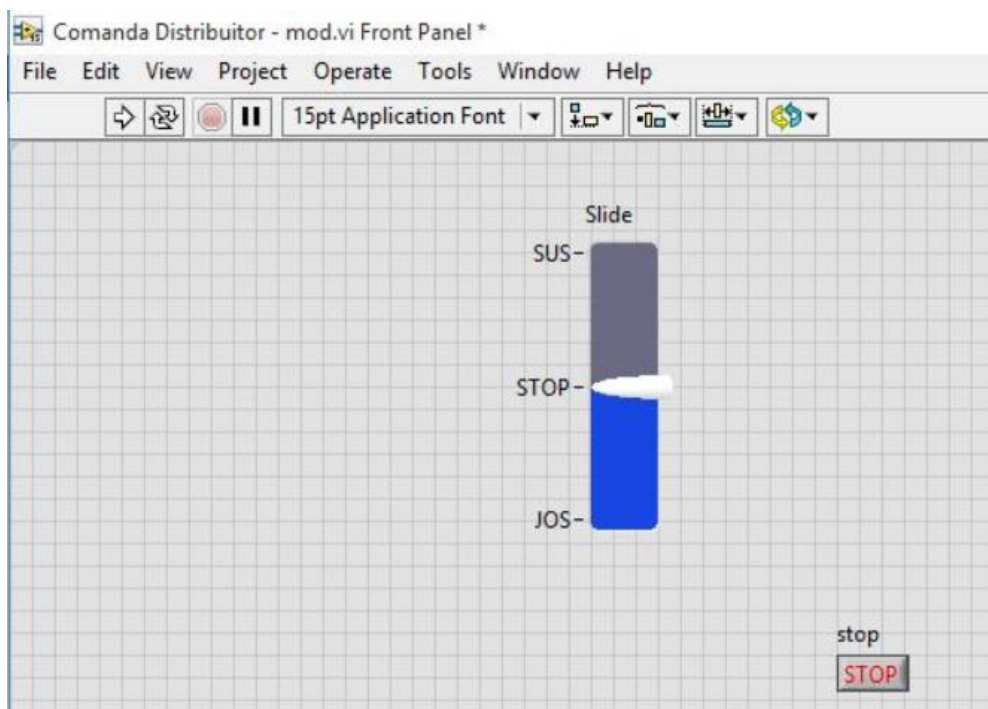 Comanda Distribuitor - mod.vi Front Panel *
File Edit View Project Operate Tools Window Help
15pt Application Font
Slide
SUS
STOP
JOS
stop
STOP